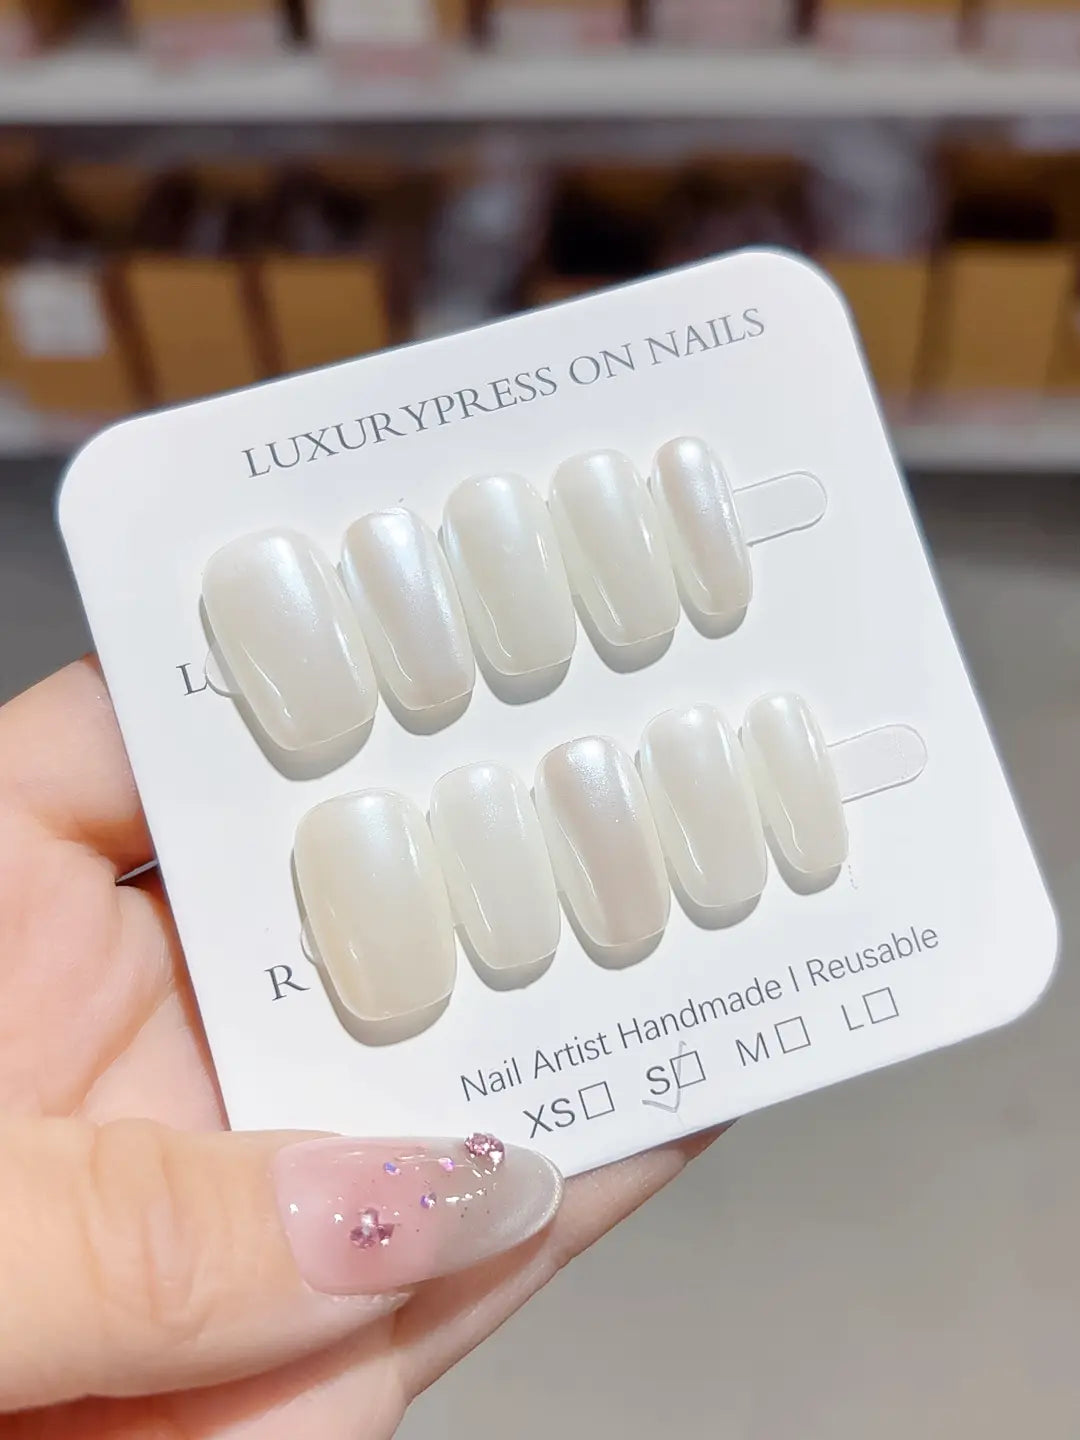 LUXURYPRESS ON NAILS
L
R
Nail Artist Handmade | Reusable
XS□ S□ M□ L□